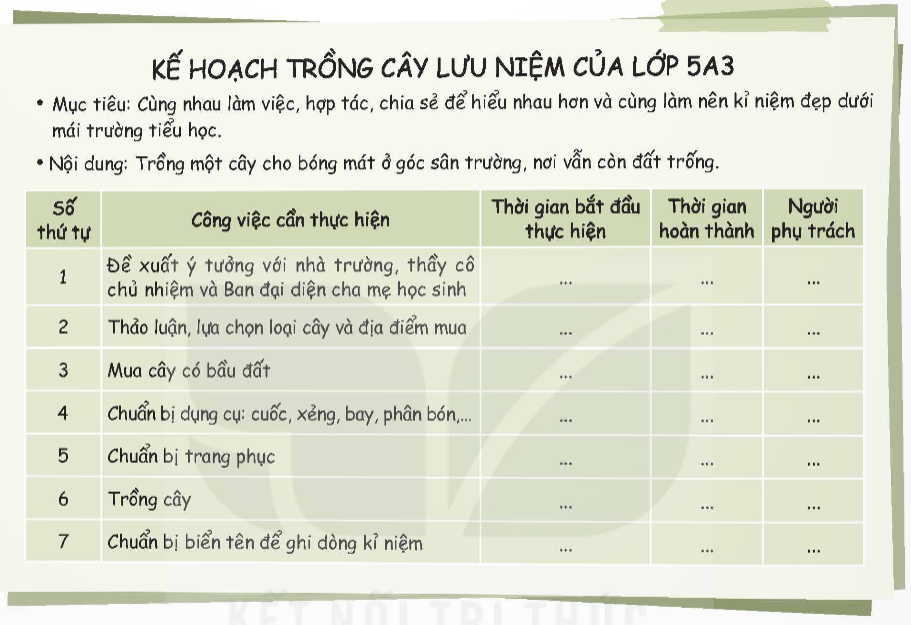 KẾ HOẠCH TRỒNG CÂY LƯU NIỆM CỦA LỚP 5A3
• Mục tiêu: Cùng nhau làm việc, hợp tác, chia sẻ để hiểu nhau hơn và cùng làm nên kỉ niệm đẹp dưới
mái trường tiểu học.
• Nội dung: Trồng một cây cho bóng mát ở góc sân trường, nơi vẫn còn đất trống.
Số thứ tự | Công việc cần thực hiện | Thời gian bắt đầu thực hiện | Thời gian hoàn thành | Người phụ trách
1 | Đề xuất ý tưởng với nhà trường, thầy cô chủ nhiệm và Ban đại diện cha mẹ học sinh | ... | ... | ...
2 | Thảo luận, lựa chọn loại cây và địa điểm mua | ... | ... | ...
3 | Mua cây có bầu đất | ... | ... | ...
4 | Chuẩn bị dụng cụ: cuốc, xẻng, bay, phân bón,... | ... | ... | ...
5 | Chuẩn bị trang phục | ... | ... | ...
6 | Trồng cây | ... | ... | ...
7 | Chuẩn bị biển tên để ghi dòng kỉ niệm | ... | ... | ...
KẾT NỐI TRI THỨC